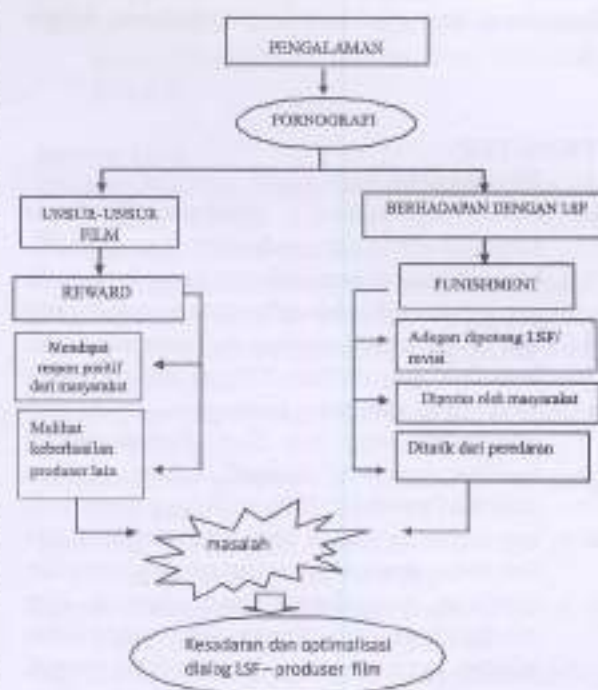 PENGALAMAN
PORNOGRAFI
UNSUR-UNSUR
FILM
REWARD
Mendapat
respon positif
dari masyarakat
Melihat
keberhasilan
produser lain
BERHADAPAN DENGAN LSF
PUNISHMENT
Adegan dipotong LSF/
revisi
Diprotes oleh masyarakat
Ditarik dari peredaran
masalah
Kesadaran dan optimalisasi
dialog LSF – produser film